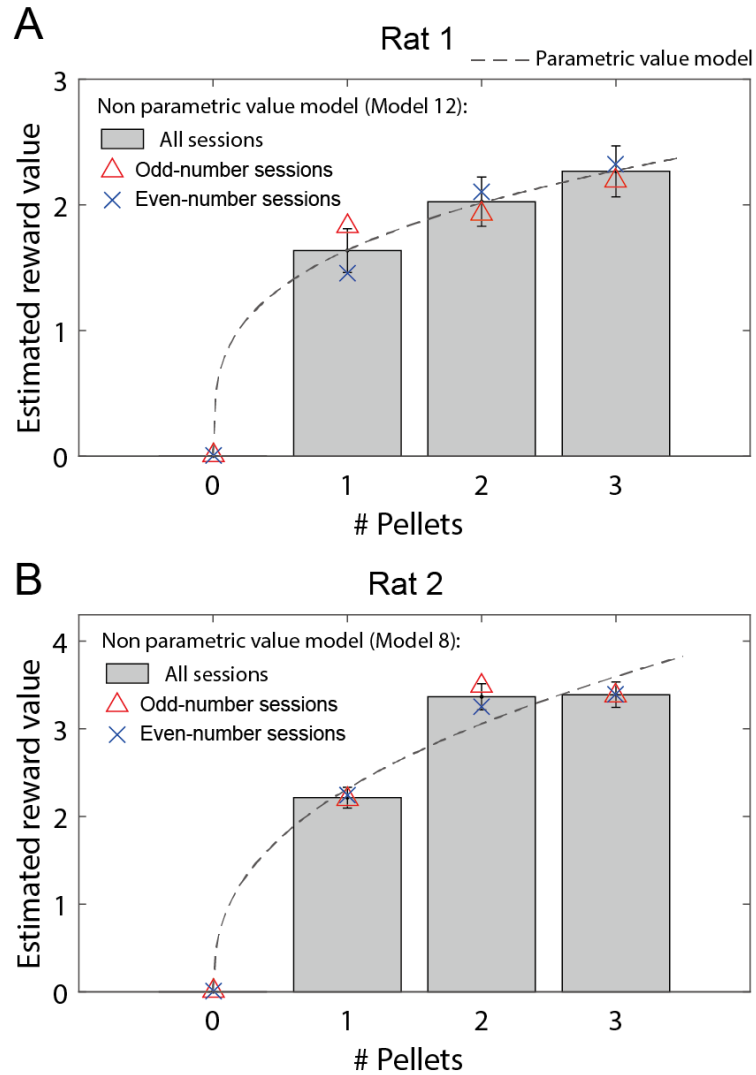 A
Rat 1
Parametric value model
Non parametric value model (Model 12):
All sessions
Odd-number sessions
Even-number sessions
Estimated reward value
3
2
1
0
0 1 2 3
# Pellets
B
Rat 2
Non parametric value model (Model 8):
All sessions
Odd-number sessions
Even-number sessions
Estimated reward value
4
3
2
1
0
0 1 2 3
# Pellets